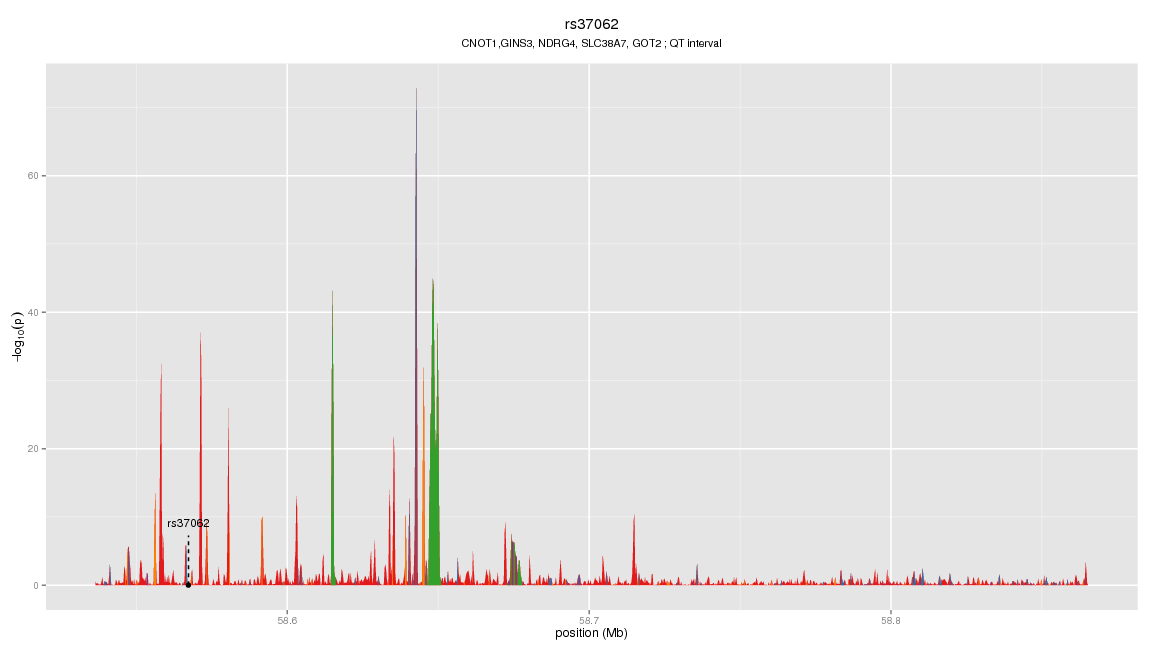 rs37062
CNOT1,GINS3, NDRG4, SLC38A7, GOT2 ; QT interval
60
40
20
0
−log10(p)
rs37062
58.6
58.7
58.8
position (Mb)